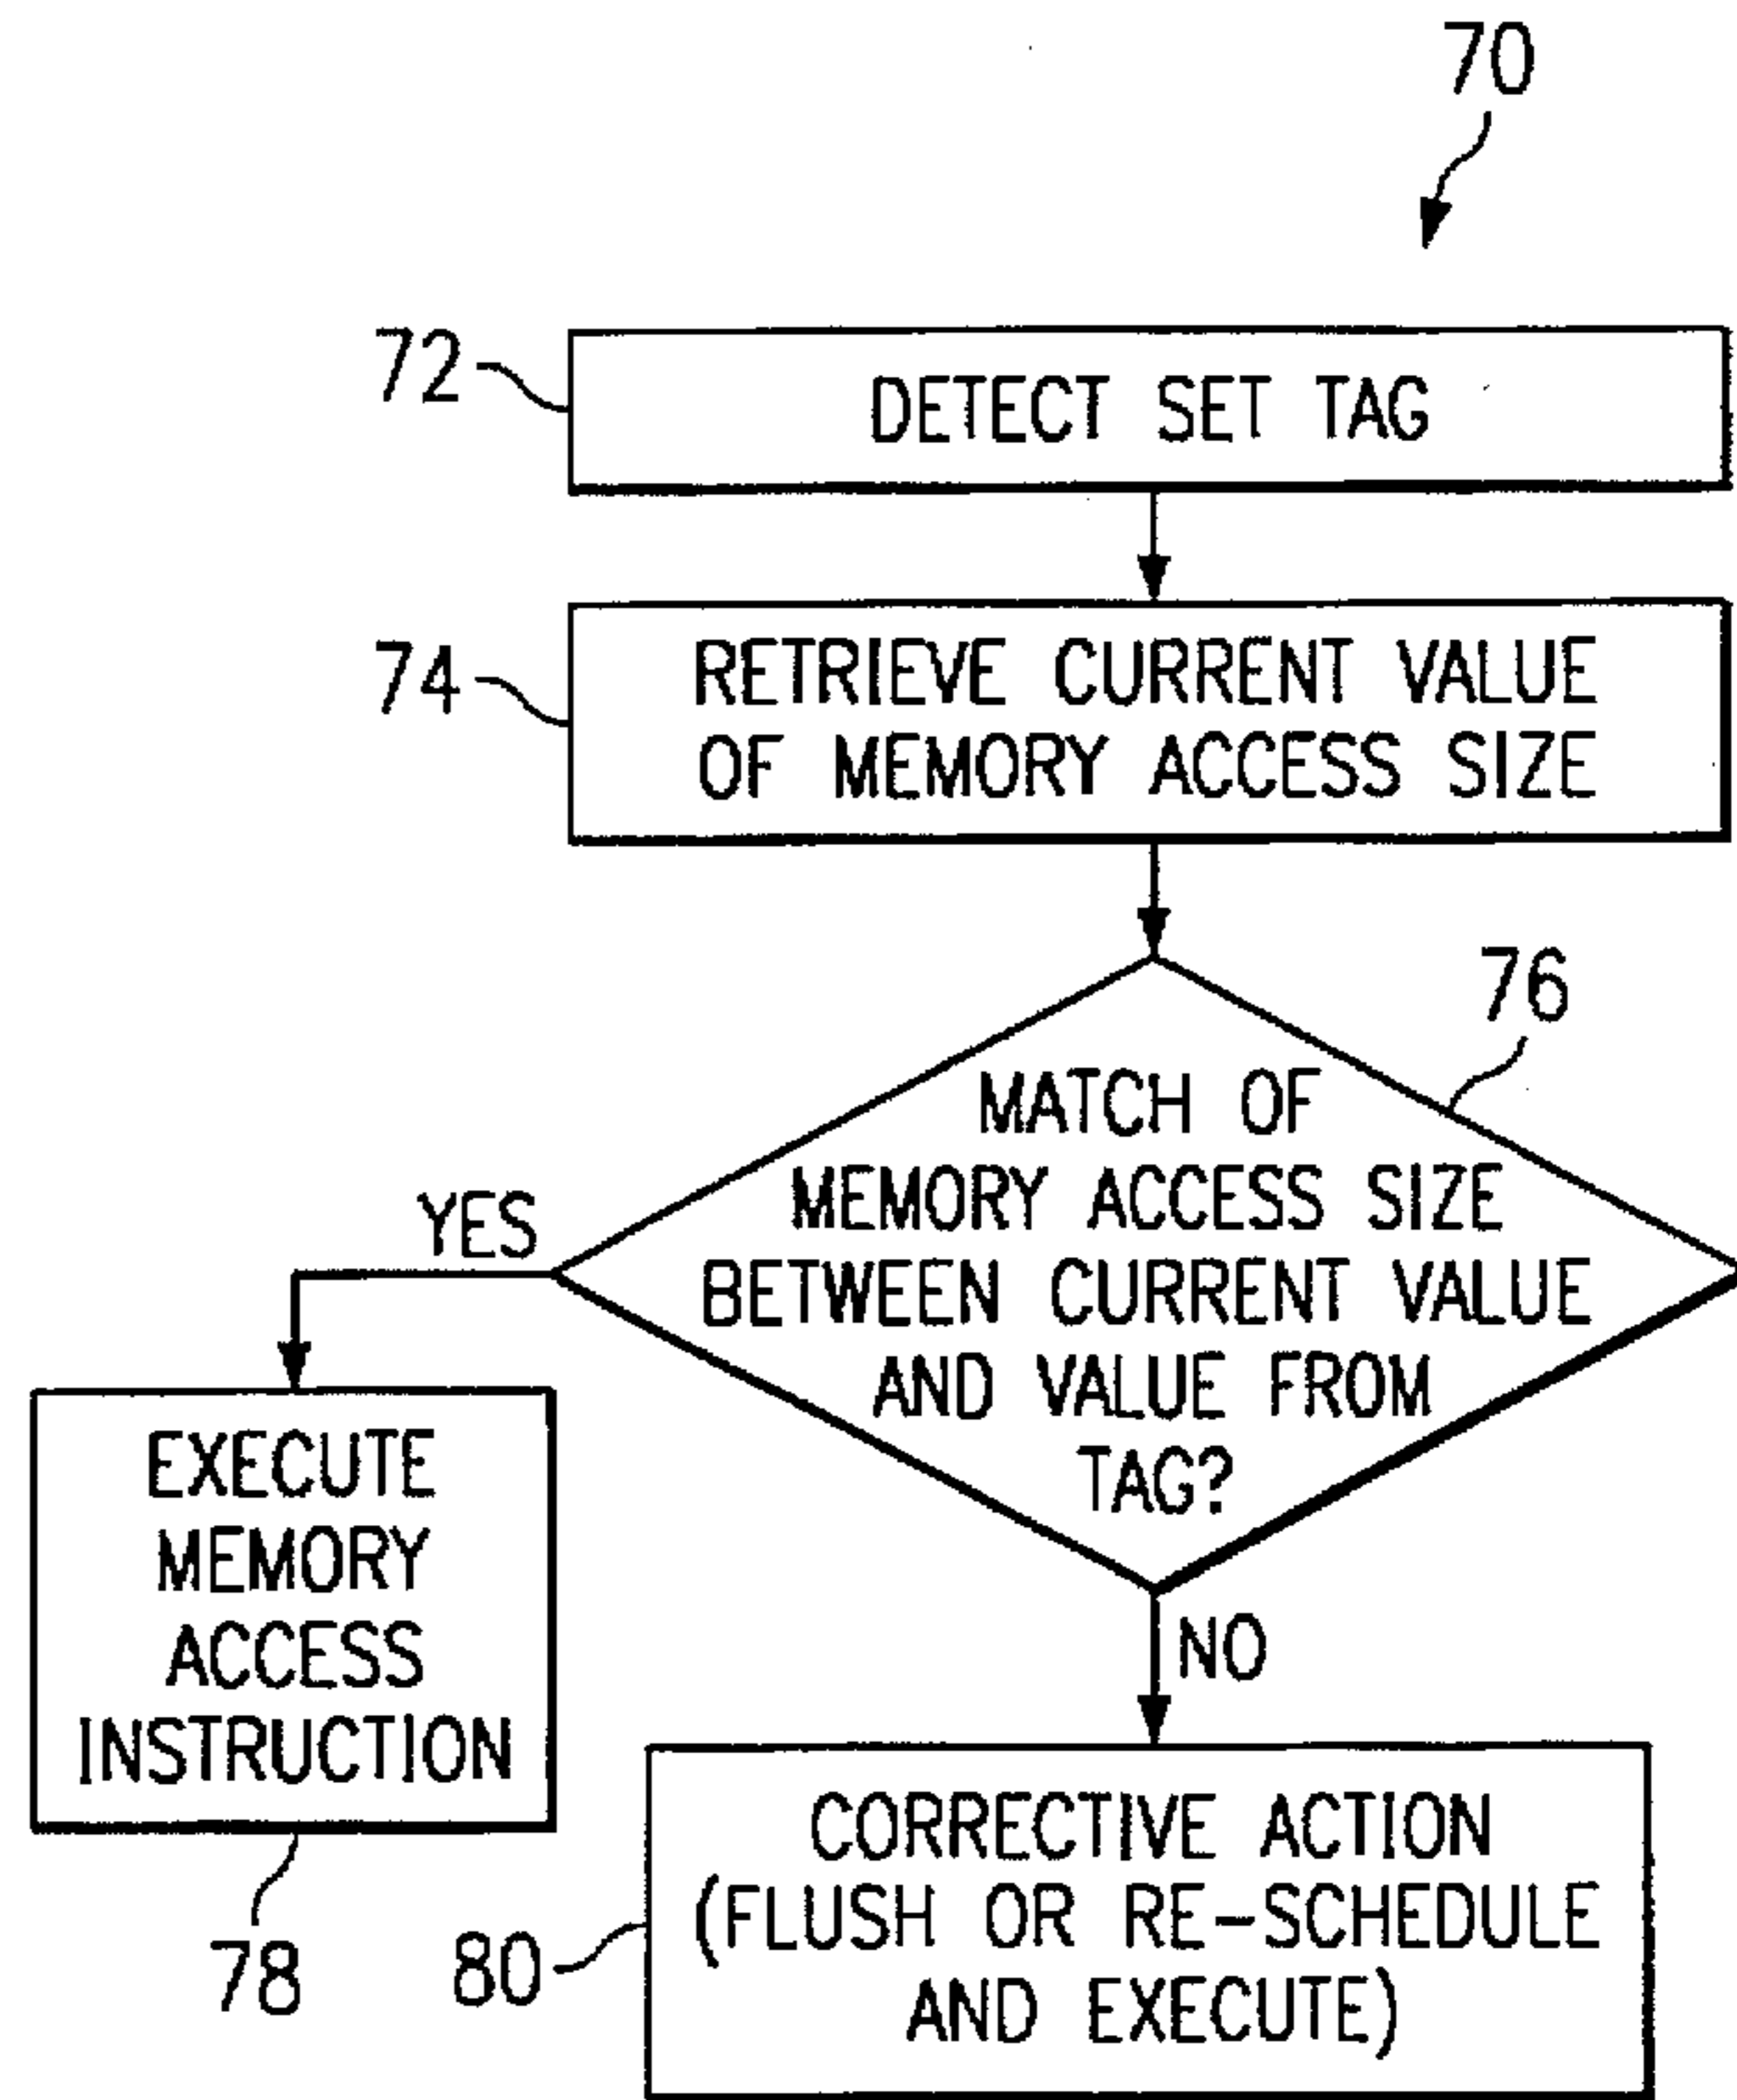 70
72
DETECT SET TAG
74
RETRIEVE CURRENT VALUE
OF MEMORY ACCESS SIZE
76
MATCH OF
MEMORY ACCESS SIZE
BETWEEN CURRENT VALUE
AND VALUE FROM
TAG?
YES
EXECUTE
MEMORY
ACCESS
INSTRUCTION
78
NO
80
CORRECTIVE ACTION
(FLUSH OR RE-SCHEDULE
AND EXECUTE)